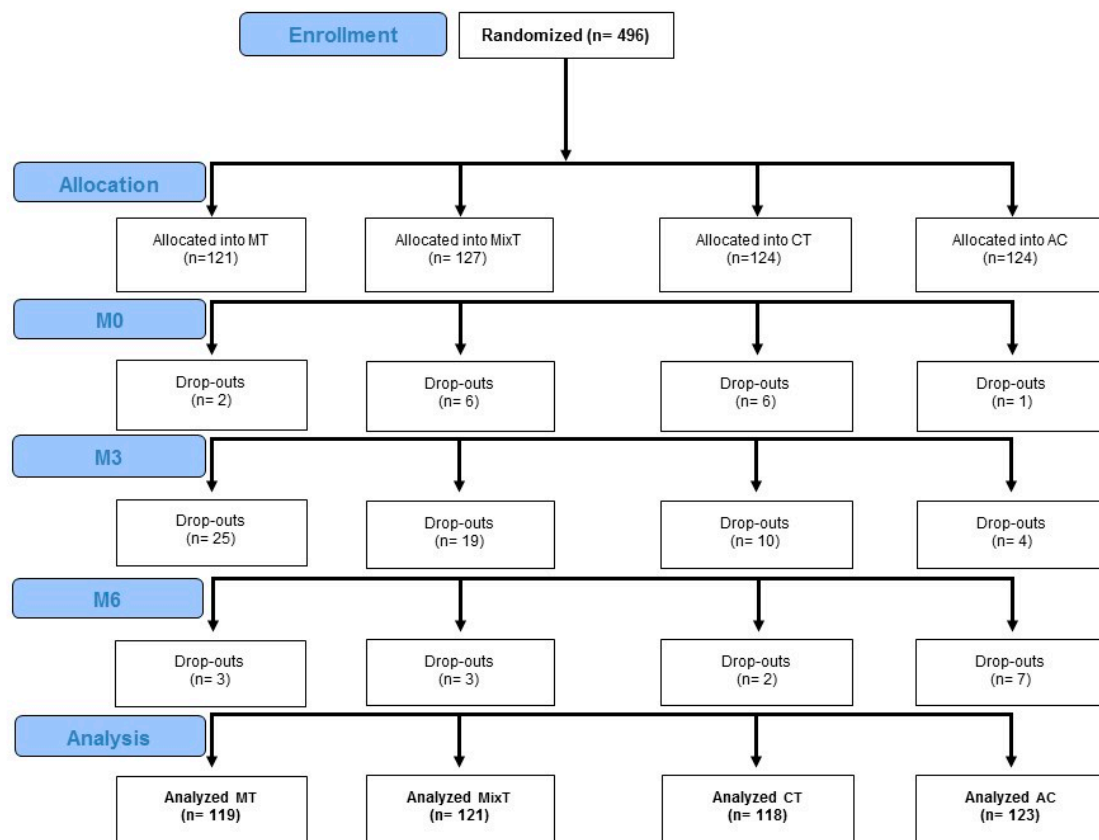 Enrollment
Randomized (n= 496)
Allocation
Allocated into MT
(n=121)
Allocated into MixT
(n= 127)
Allocated into CT
(n=124)
Allocated into AC
(n=124)
M0
Drop-outs
(n= 2)
Drop-outs
(n= 6)
Drop-outs
(n= 6)
Drop-outs
(n= 1)
M3
Drop-outs
(n= 25)
Drop-outs
(n= 19)
Drop-outs
(n= 10)
Drop-outs
(n= 4)
M6
Drop-outs
(n= 3)
Drop-outs
(n= 3)
Drop-outs
(n= 2)
Drop-outs
(n= 7)
Analysis
Analyzed MT
(n= 119)
Analyzed MixT
(n= 121)
Analyzed CT
(n= 118)
Analyzed AC
(n= 123)